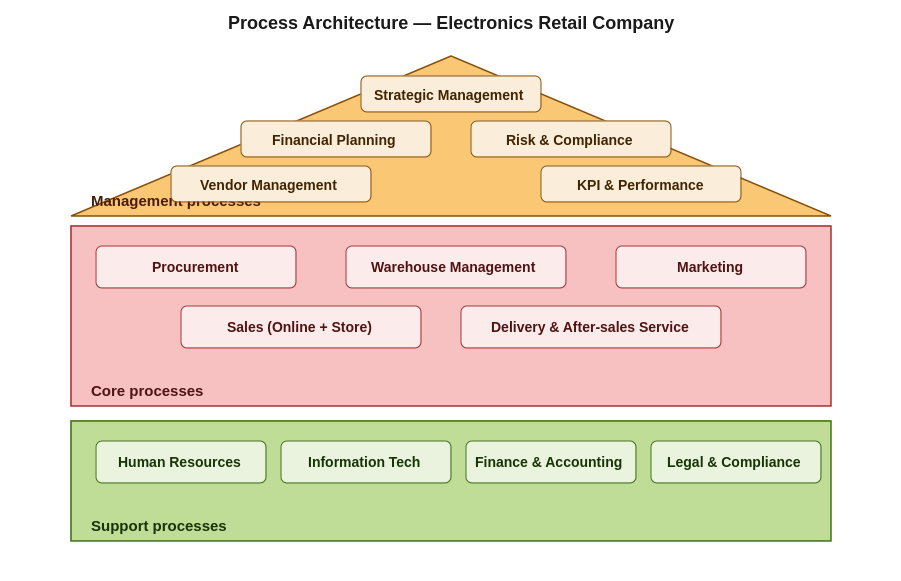 Process Architecture — Electronics Retail Company
Strategic Management
Financial Planning
Risk & Compliance
Vendor Management
KPI & Performance
Management processes
Procurement
Warehouse Management
Marketing
Sales (Online + Store)
Delivery & After-sales Service
Core processes
Human Resources
Information Tech
Finance & Accounting
Legal & Compliance
Support processes